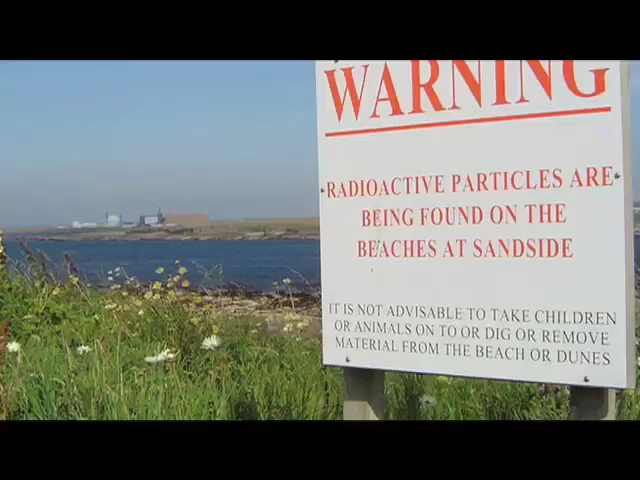 WARNING
RADIOACTIVE PARTICLES ARE
BEING FOUND ON THE
BEACHES AT SANDSIDE
IT IS NOT ADVISABLE TO TAKE CHILDREN
OR ANIMALS ON TO OR DIG OR REMOVE
MATERIAL FROM THE BEACH OR DUNES